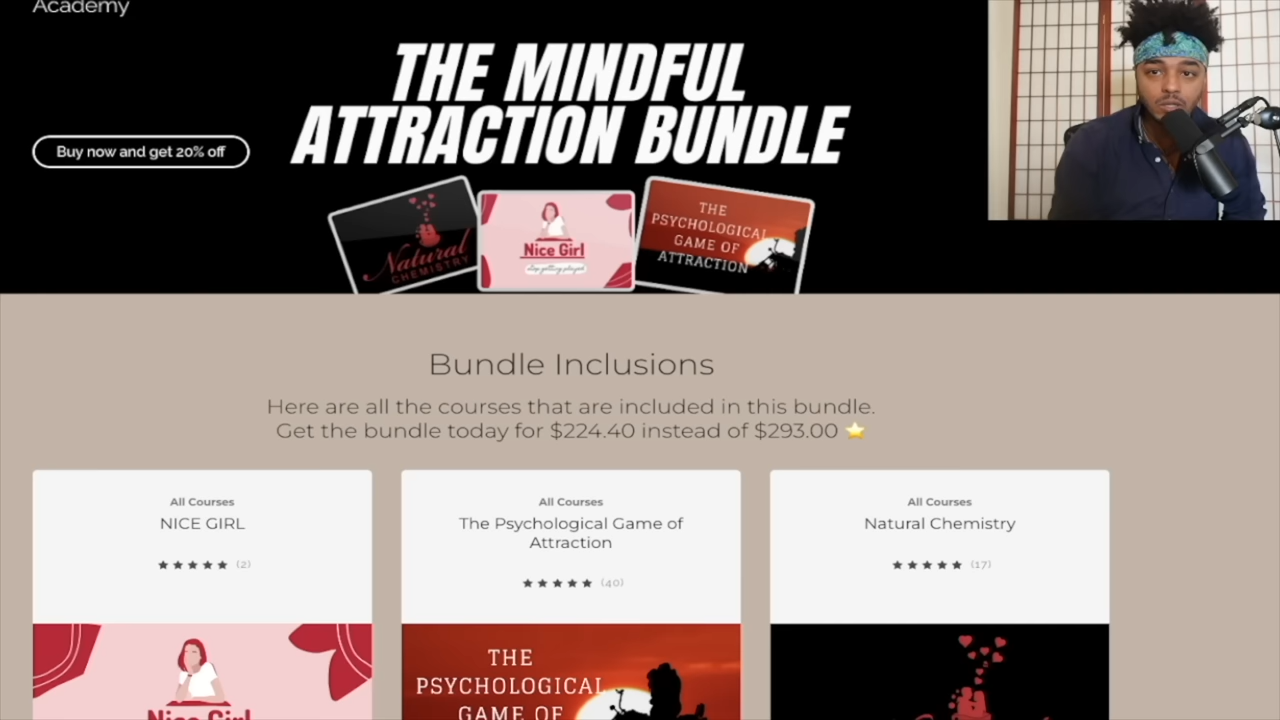 Academy
THE MINDFUL
ATTRACTION BUNDLE
Buy now and get 20% off
Natural
CHEMISTRY
Nice Girl
THE
PSYCHOLOGICAL
GAME OF
ATTRACTION
Bundle Inclusions
Here are all the courses that are included in this bundle.
Get the bundle today for $224.40 instead of $293.00 ⭐
All Courses
NICE GIRL
★★★★★ (2)
All Courses
The Psychological Game of
Attraction
★★★★★ (40)
All Courses
Natural Chemistry
★★★★★ (17)
Nice Girl
THE
PSYCHOLOGICAL
GAME OF